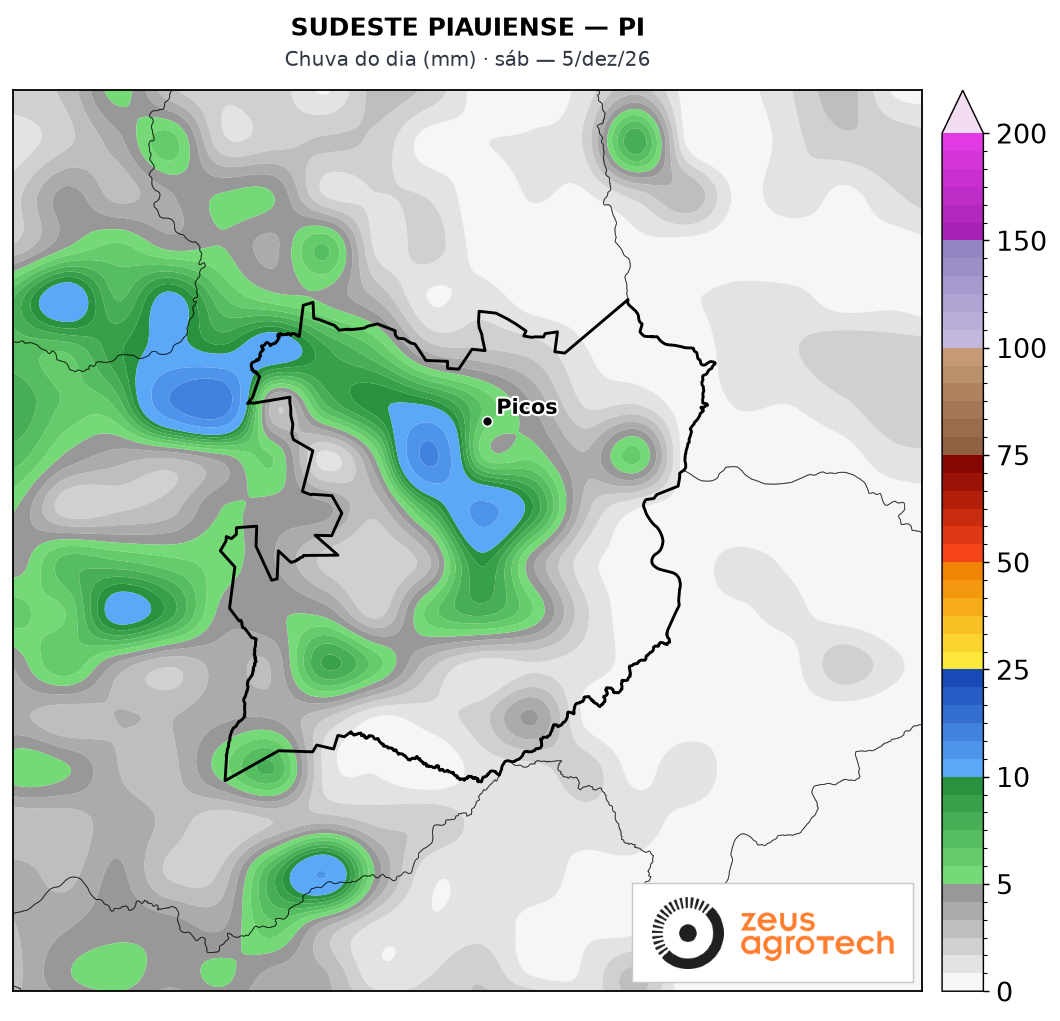 SUDESTE PIAUIENSE — PI
Chuva do dia (mm) · sáb — 5/dez/26
Picos
200
150
100
75
50
25
10
5
0
zeus
agrotech